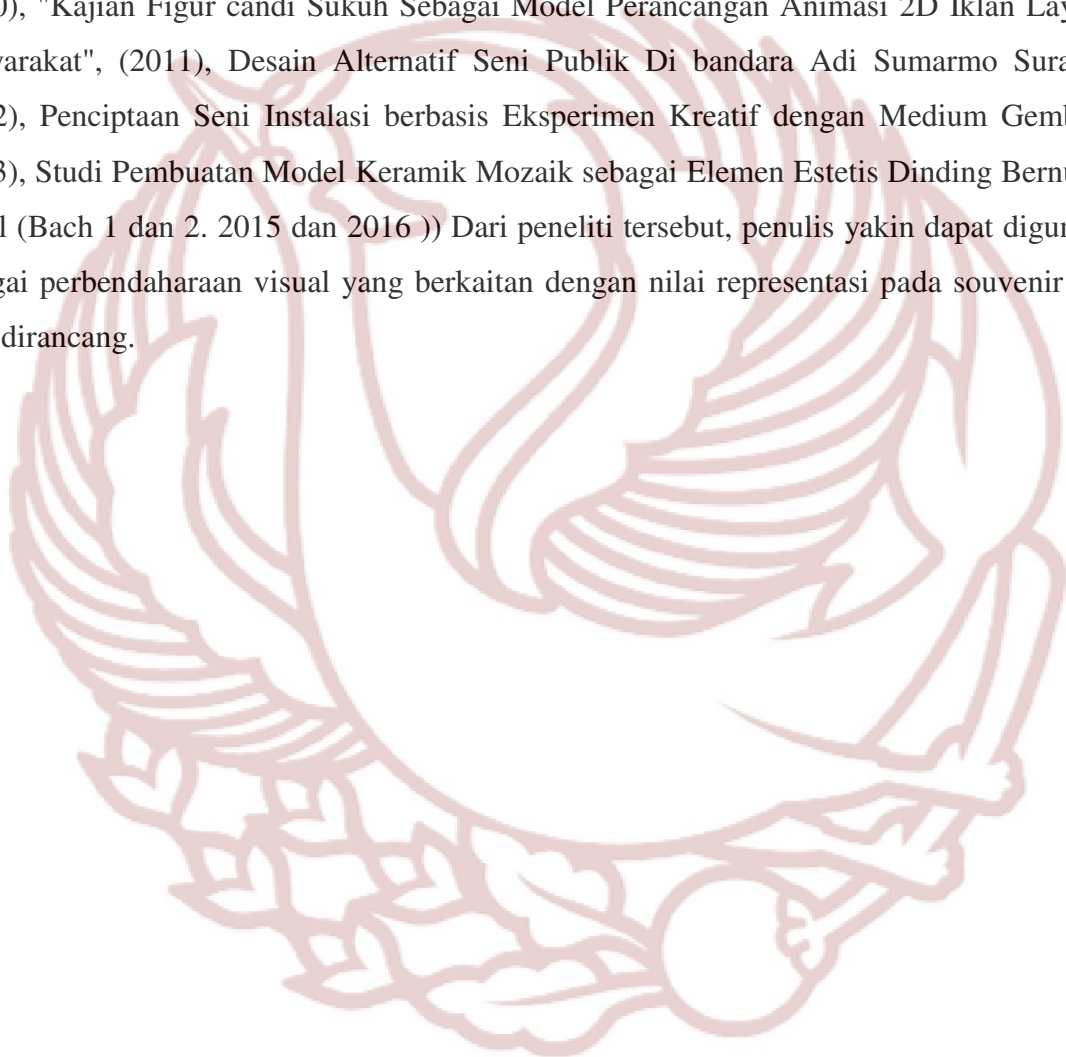 0), "Kajian Figur candi Sukuh Sebagai Model Perancangan Animasi 2D Iklan Lay
yarakat", (2011), Desain Alternatif Seni Publik Di bandara Adi Sumarmo Sura
2), Penciptaan Seni Instalasi berbasis Eksperimen Kreatif dengan Medium Gemb
3), Studi Pembuatan Model Keramik Mozaik sebagai Elemen Estetis Dinding Bernu
l (Bach 1 dan 2. 2015 dan 2016 )) Dari peneliti tersebut, penulis yakin dapat digun
gai perbendaharaan visual yang berkaitan dengan nilai representasi pada souvenir
dirancang.